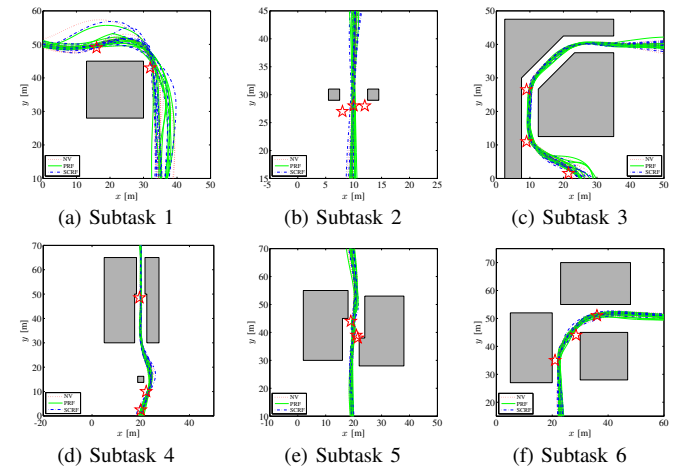 60
50
40
30
20
10
y [m]
NV
PRF
SCRF
0 10 20 30 40 50
x [m]
(a) Subtask 1
45
40
35
30
25
20
15
y [m]
NV
PRF
SCRF
-5 0 5 10 15 20 25
x [m]
(b) Subtask 2
50
40
30
20
10
0
y [m]
NV
PRF
SCRF
0 10 20 30 40 50
x [m]
(c) Subtask 3
70
60
50
40
30
20
10
0
y [m]
NV
PRF
SCRF
-20 0 20 40
x [m]
(d) Subtask 4
70
60
50
40
30
20
10
y [m]
NV
PRF
SCRF
0 10 20 30 40 50
x [m]
(e) Subtask 5
70
60
50
40
30
20
y [m]
NV
PRF
SCRF
10 20 30 40 50 60
x [m]
(f) Subtask 6